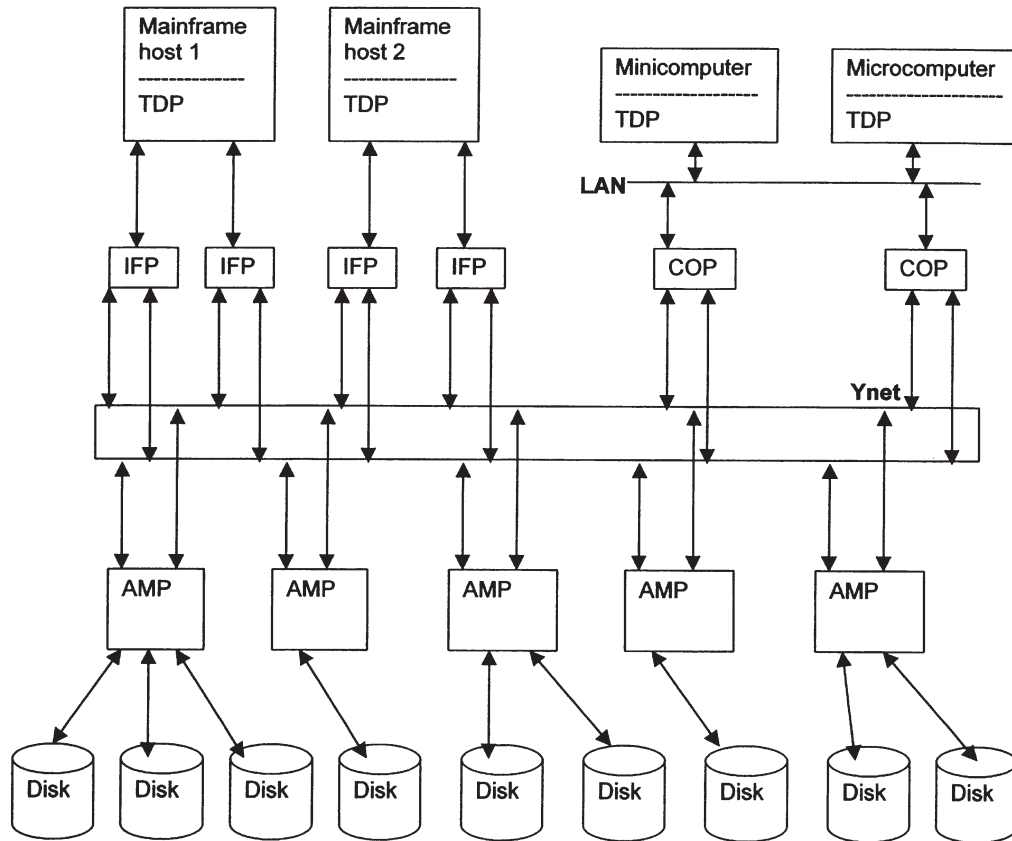 Mainframe
host 1
---------------
TDP
Mainframe
host 2
---------------
TDP
Minicomputer
--------------------
TDP
Microcomputer
----------------------
TDP
LAN
IFP
IFP
IFP
IFP
COP
COP
Ynet
AMP
AMP
AMP
AMP
AMP
Disk
Disk
Disk
Disk
Disk
Disk
Disk
Disk
Disk